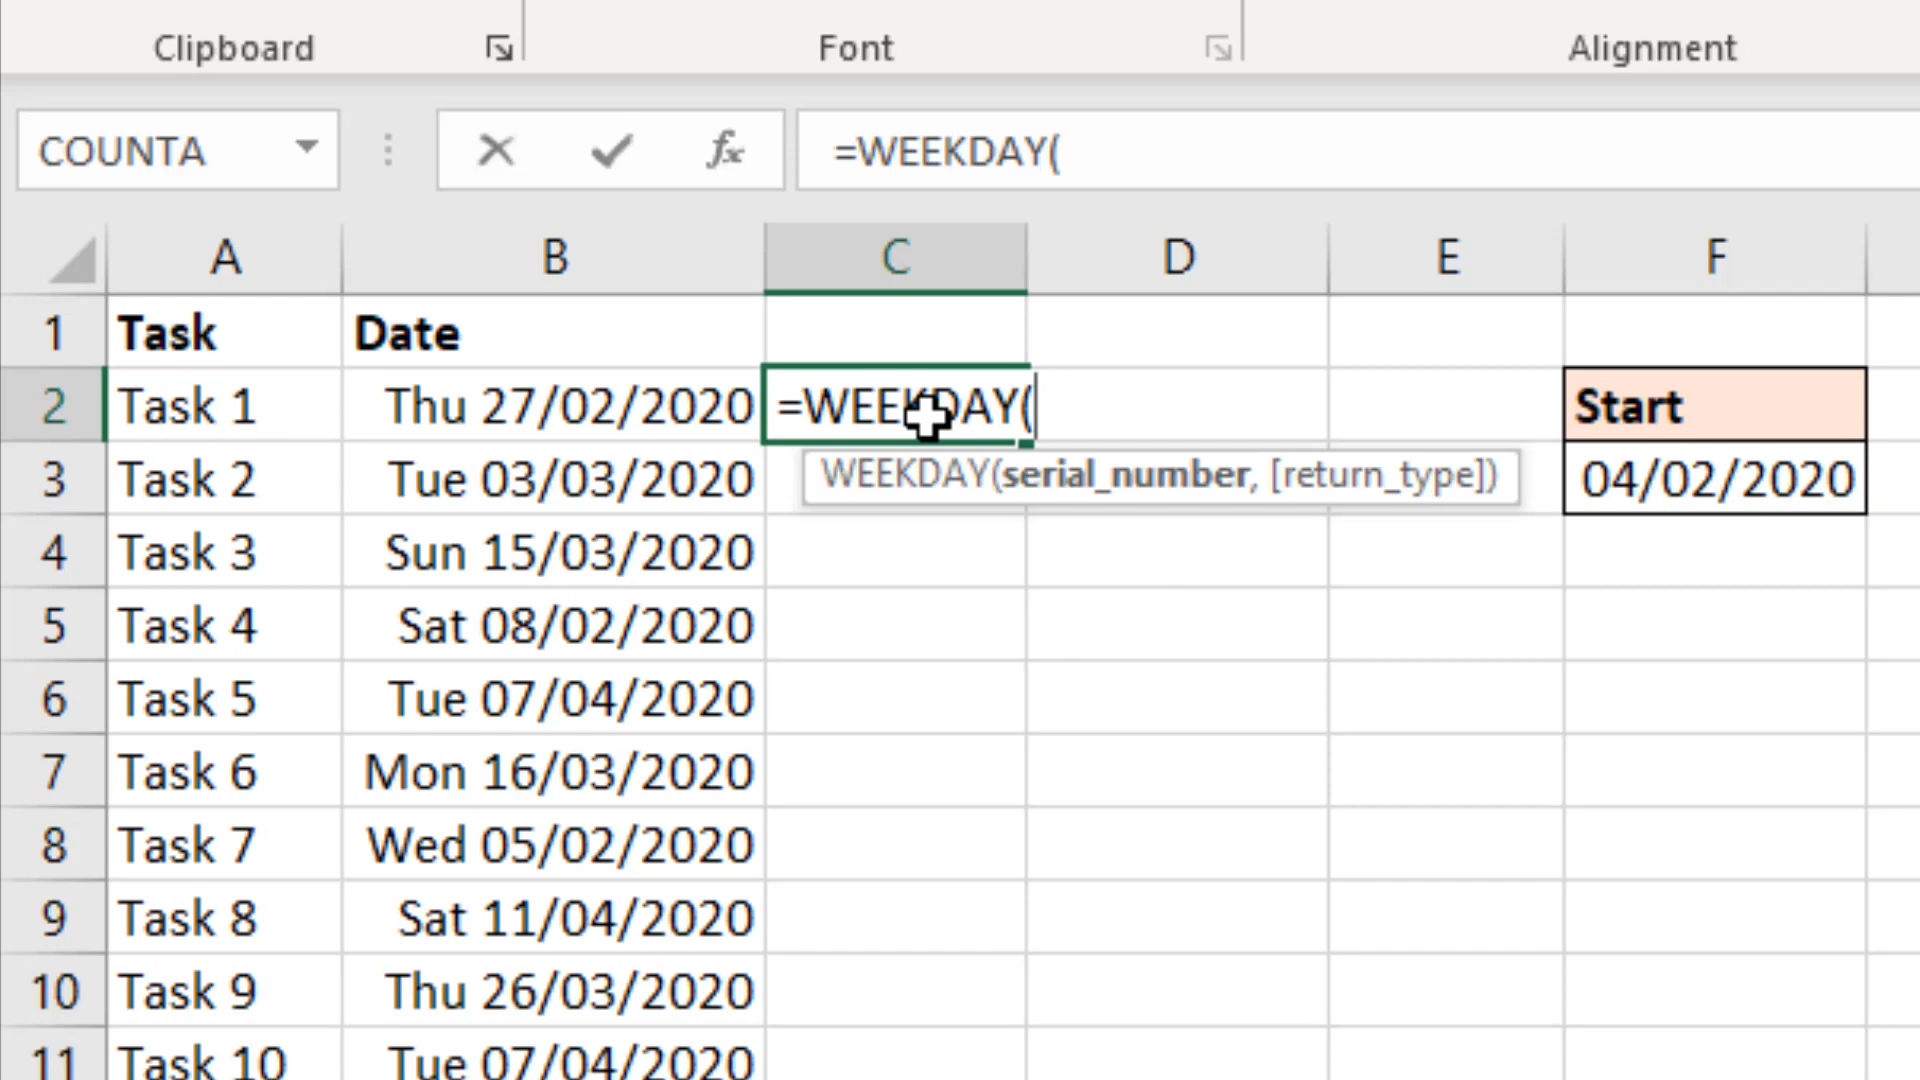 Clipboard Font Alignment
COUNTA fx =WEEKDAY(
A B C D E F
1 Task Date
2 Task 1 Thu 27/02/2020 =WEEKDAY( Start
WEEKDAY(serial_number, [return_type])
3 Task 2 Tue 03/03/2020 04/02/2020
4 Task 3 Sun 15/03/2020
5 Task 4 Sat 08/02/2020
6 Task 5 Tue 07/04/2020
7 Task 6 Mon 16/03/2020
8 Task 7 Wed 05/02/2020
9 Task 8 Sat 11/04/2020
10 Task 9 Thu 26/03/2020
11 Task 10 Tue 07/04/2020